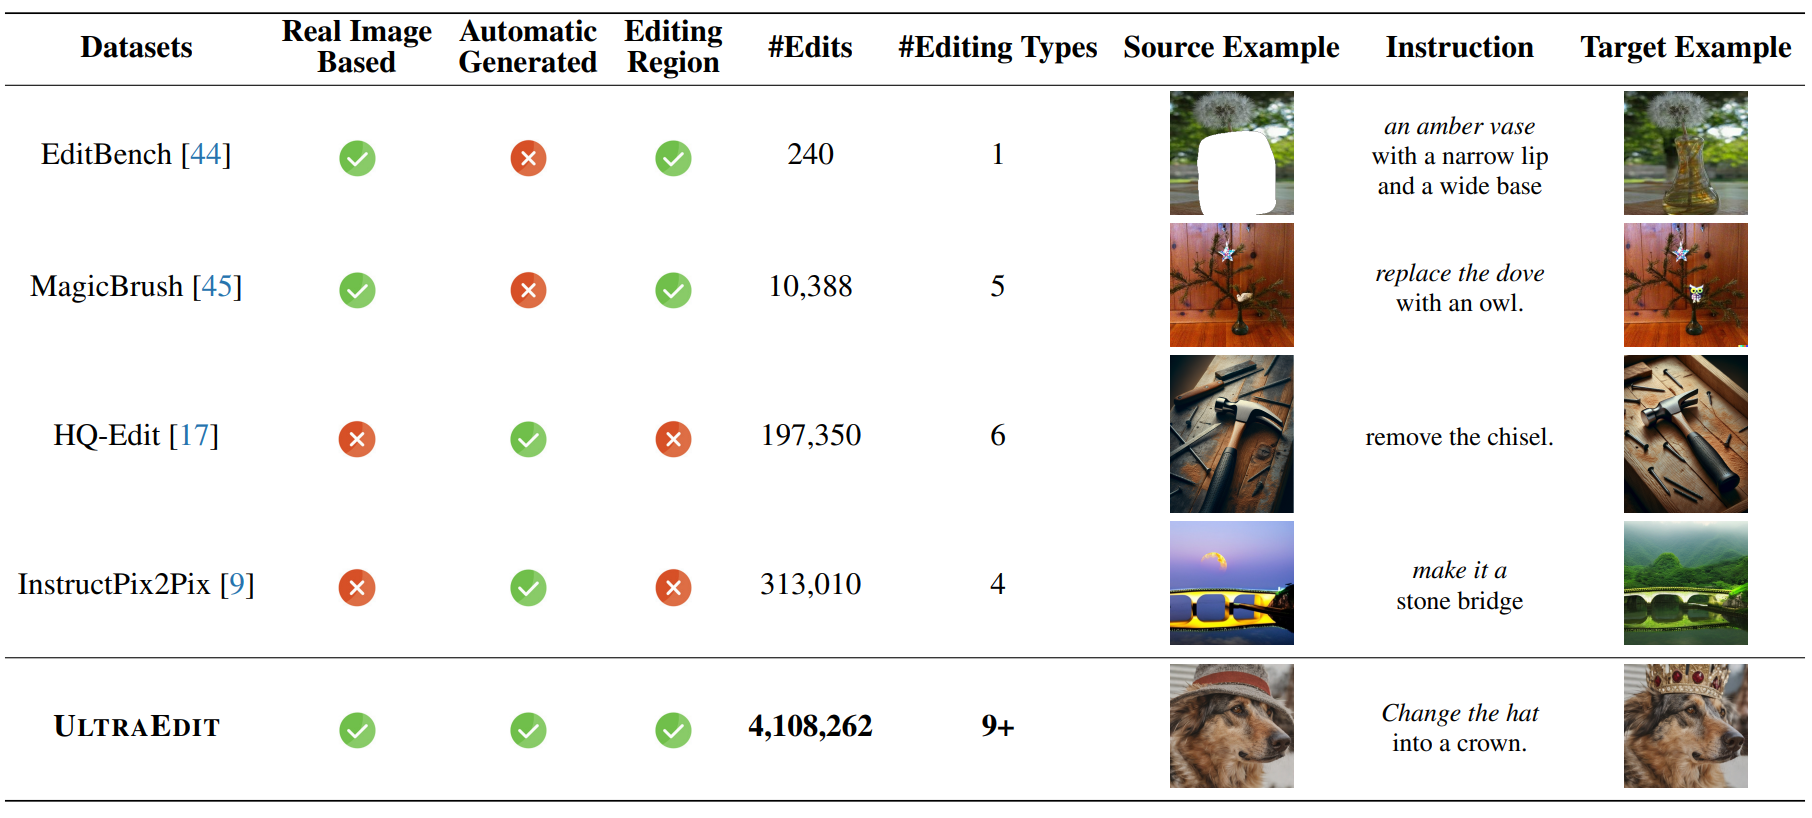 Datasets Real Image Based Automatic Generated Editing Region #Edits #Editing Types Source Example Instruction Target Example
EditBench [44] 240 1 an amber vase
with a narrow lip
and a wide base
MagicBrush [45] 10,388 5 replace the dove
with an owl.
HQ-Edit [17] 197,350 6 remove the chisel.
InstructPix2Pix [9] 313,010 4 make it a
stone bridge
ULTRAEDIT 4,108,262 9+ Change the hat
into a crown.